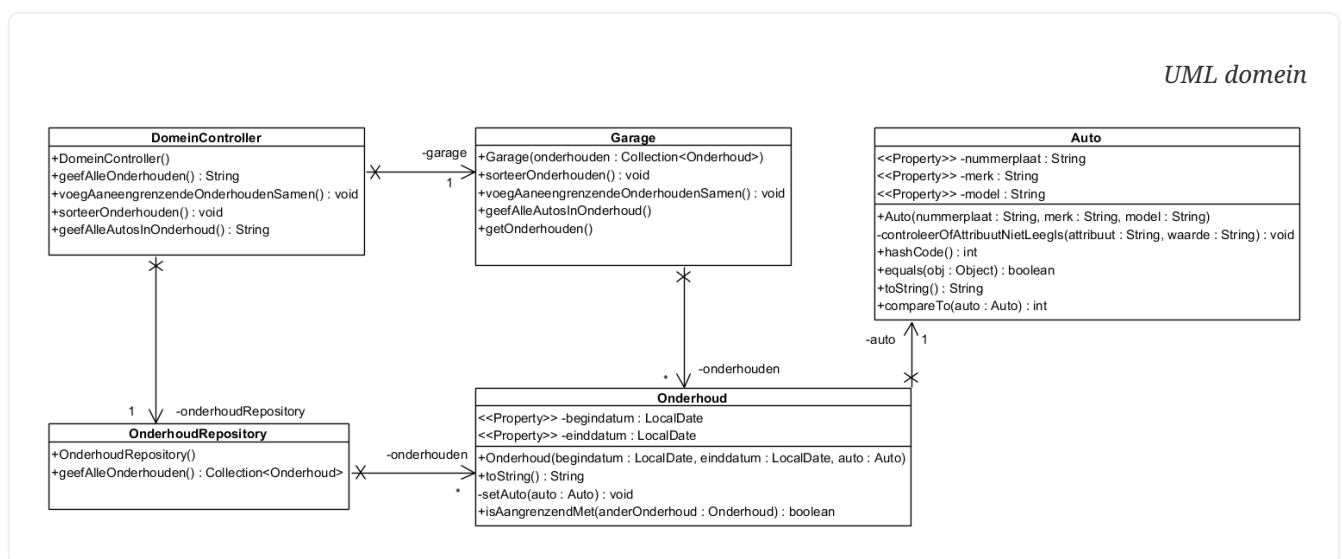 UML domein
DomeinController
+DomeinController()
+geefAlleOnderhouden() : String
+voegAaneengrenzendeOnderhoudenSamen() : void
+sorteerOnderhouden() : void
+geefAlleAutosInOnderhoud() : String
-garage
1
Garage
+Garage(onderhouden : Collection<Onderhoud>)
+sorteerOnderhouden() : void
+voegAaneengrenzendeOnderhoudenSamen() : void
+geefAlleAutosInOnderhoud()
+getOnderhouden()
Auto
<<Property>> -nummerplaat : String
<<Property>> -merk : String
<<Property>> -model : String
+Auto(nummerplaat : String, merk : String, model : String)
-controleerOfAttribuutNietLeegIs(attribuut : String, waarde : String) : void
+hashCode() : int
+equals(obj : Object) : boolean
+toString() : String
+compareTo(auto : Auto) : int
-auto 1
* -onderhouden
1 -onderhoudRepository
OnderhoudRepository
+OnderhoudRepository()
+geefAlleOnderhouden() : Collection<Onderhoud>
-onderhouden
*
Onderhoud
<<Property>> -begindatum : LocalDate
<<Property>> -einddatum : LocalDate
+Onderhoud(begindatum : LocalDate, einddatum : LocalDate, auto : Auto)
+toString() : String
-setAuto(auto : Auto) : void
+isAangrenzendMet(anderOnderhoud : Onderhoud) : boolean